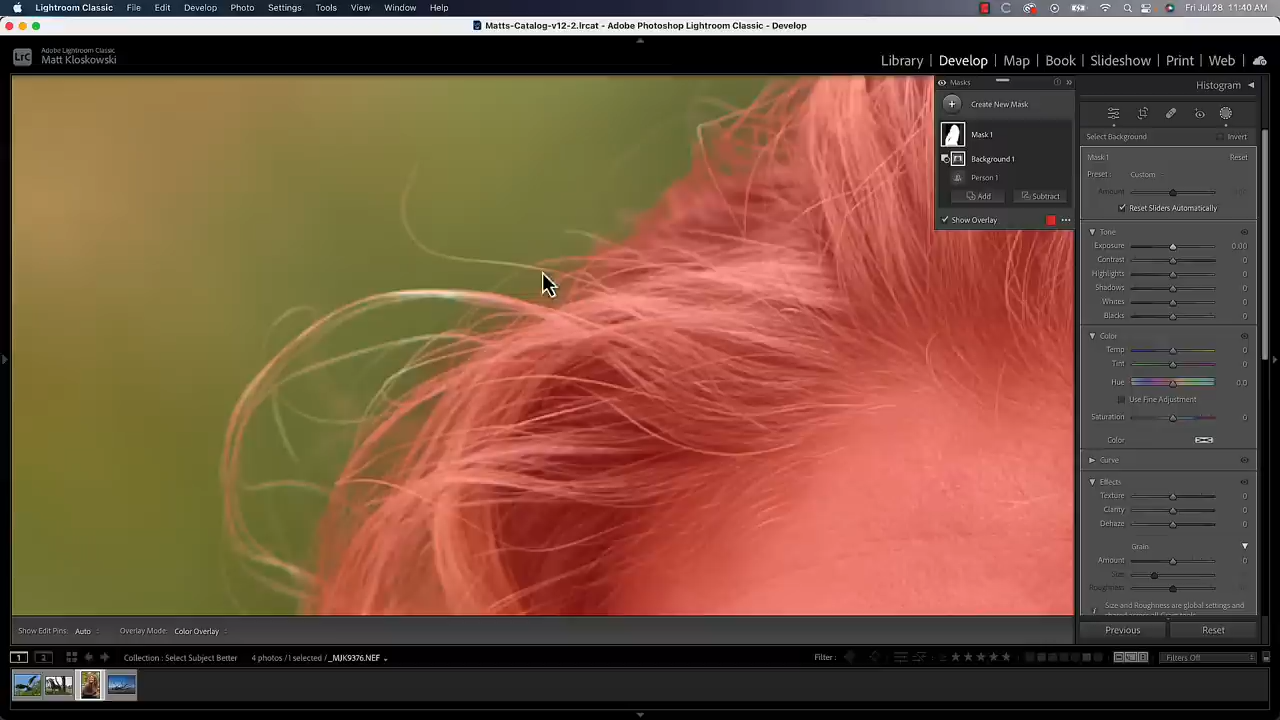 Lightroom Classic File Edit Develop Photo Settings Tools View Window Help Fri Jul 28 11:40 AM
Matts-Catalog-v12-2.lrcat - Adobe Photoshop Lightroom Classic - Develop
LrC Adobe Lightroom Classic
Matt Kloskowski
Library | Develop | Map | Book | Slideshow | Print | Web
Masks
Create New Mask
Mask 1
Background 1
Person 1
Add Subtract
Show Overlay
Histogram
Select Background Invert
Mask 1 Reset
Preset: Custom
Amount
Reset Sliders Automatically
Tone
Exposure 0.00
Contrast 0
Highlights 0
Shadows 0
Whites 0
Blacks 0
Color
Temp 0
Tint 0
Hue 0.0
Use Fine Adjustment
Saturation 0
Color
Curve
Effects
Texture 0
Clarity 0
Dehaze 0
Grain
Amount 0
Size
Roughness
Size and Roughness are global settings and
Show Edit Pins: Auto Overlay Mode: Color Overlay
Previous Reset
1 2 Collection : Select Subject Better 4 photos / 1 selected / _MJK9376.NEF Filter : Filters Off